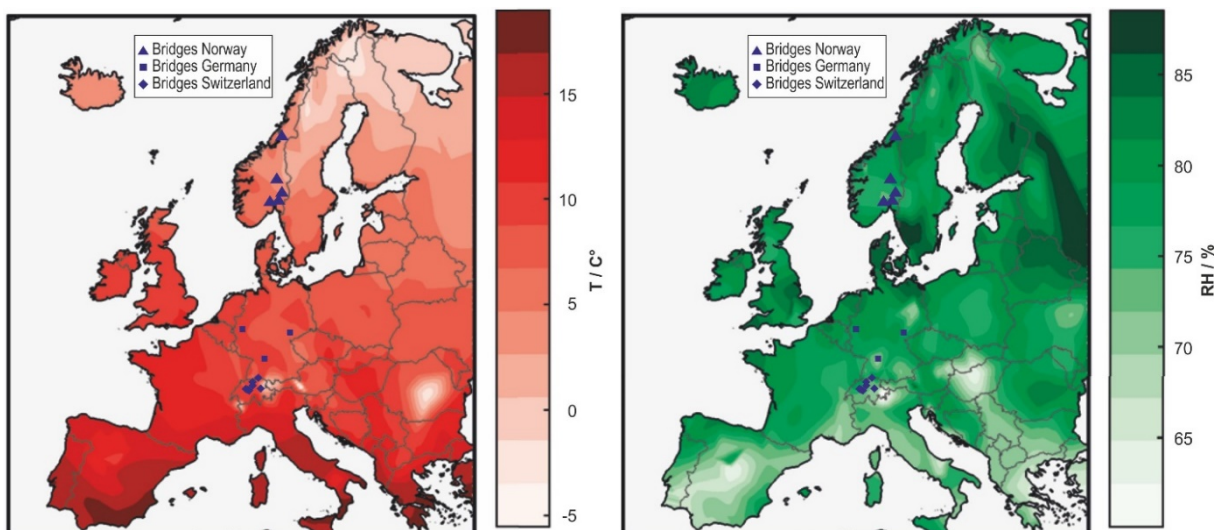 Bridges Norway
Bridges Germany
Bridges Switzerland
15
10
5
0
-5
T / C°
Bridges Norway
Bridges Germany
Bridges Switzerland
85
80
75
70
65
RH / %